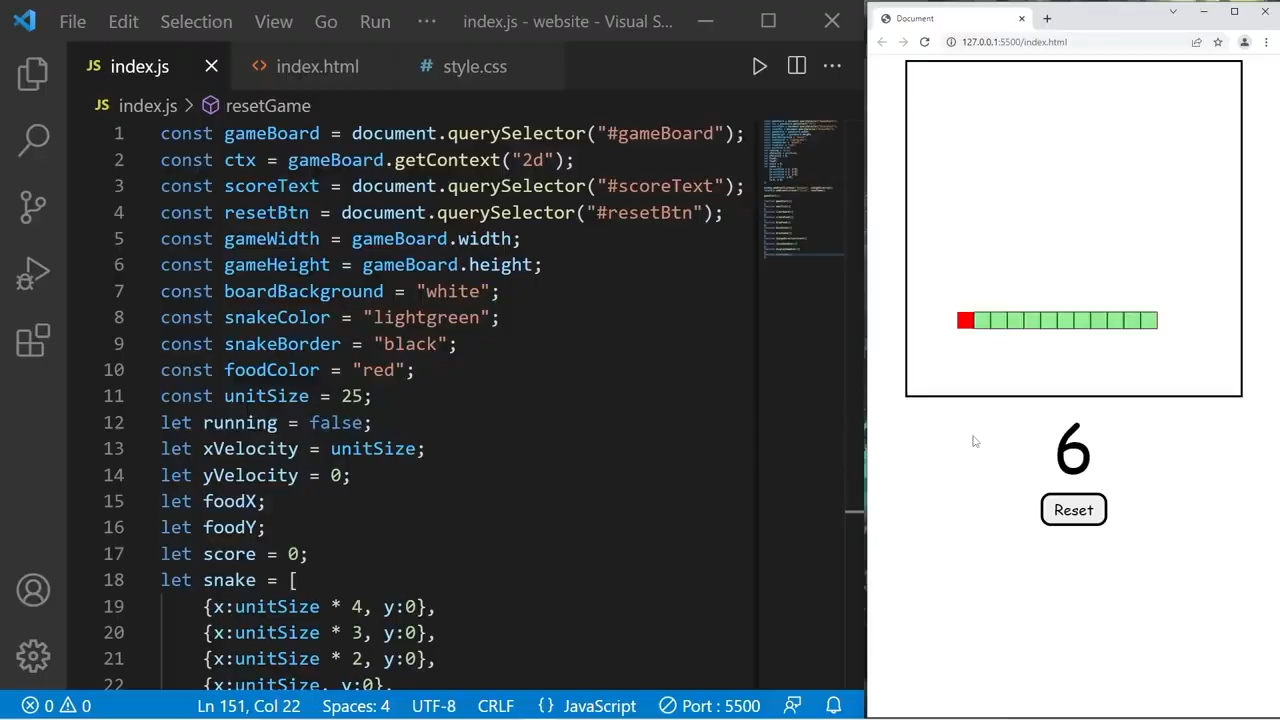 File Edit Selection View Go Run ··· index.js - website - Visual S...
JS index.js <> index.html # style.css
JS index.js > resetGame
1 const gameBoard = document.querySelector("#gameBoard");
2 const ctx = gameBoard.getContext("2d");
3 const scoreText = document.querySelector("#scoreText");
4 const resetBtn = document.querySelector("#resetBtn");
5 const gameWidth = gameBoard.width;
6 const gameHeight = gameBoard.height;
7 const boardBackground = "white";
8 const snakeColor = "lightgreen";
9 const snakeBorder = "black";
10 const foodColor = "red";
11 const unitSize = 25;
12 let running = false;
13 let xVelocity = unitSize;
14 let yVelocity = 0;
15 let foodX;
16 let foodY;
17 let score = 0;
18 let snake = [
19 {x:unitSize * 4, y:0},
20 {x:unitSize * 3, y:0},
21 {x:unitSize * 2, y:0},
22 {x:unitSize, y:0},
0 0 Ln 151, Col 22 Spaces: 4 UTF-8 CRLF {} JavaScript Port : 5500
Document
127.0.0.1:5500/index.html
6
Reset